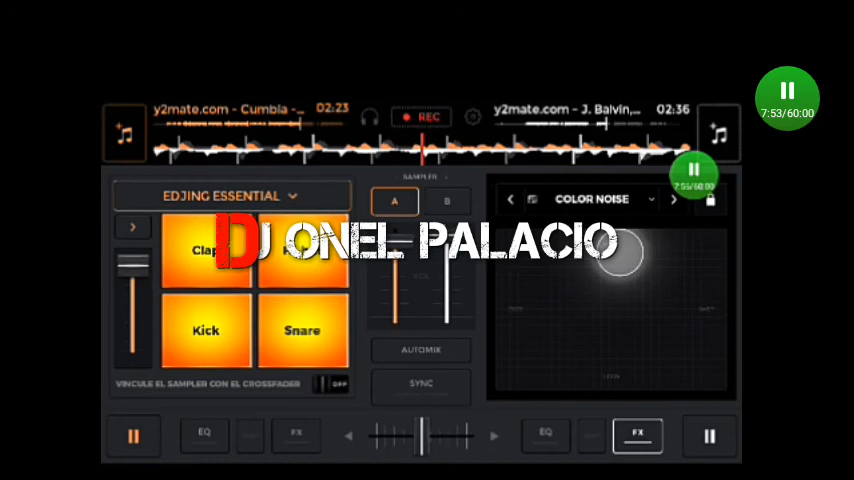 y2mate.com - Cumbia -... 02:23
REC
y2mate.com - J. Balvin,... 02:36
7:53/60:00
SAMPLER
7:56/60:00
EDJING ESSENTIAL
A
B
COLOR NOISE
DJ ONEL PALACIO
VOL
Kick
Snare
AUTOMIX
SYNC
VINCULE EL SAMPLER CON EL CROSSFADER
OFF
EQ
FX
EQ
FX